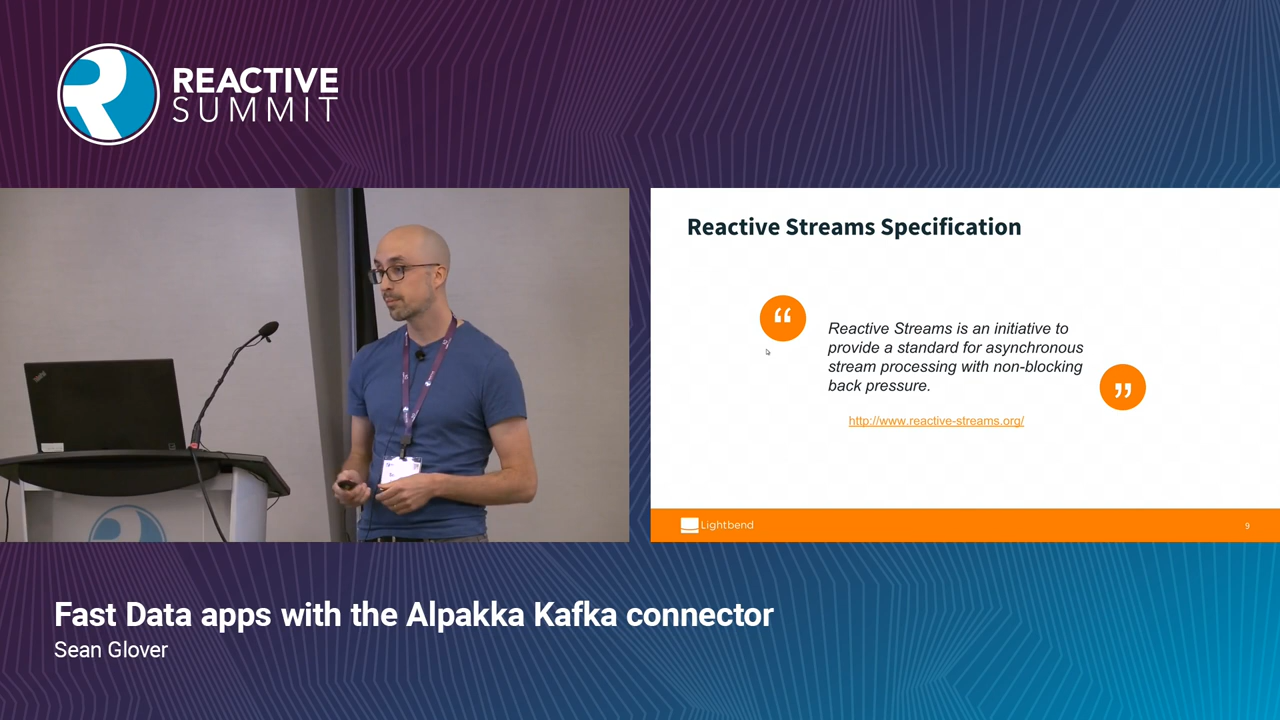 REACTIVE
SUMMIT
Reactive Streams Specification
“
Reactive Streams is an initiative to
provide a standard for asynchronous
stream processing with non-blocking
back pressure.
”
http://www.reactive-streams.org/
Lightbend
9
Fast Data apps with the Alpakka Kafka connector
Sean Glover